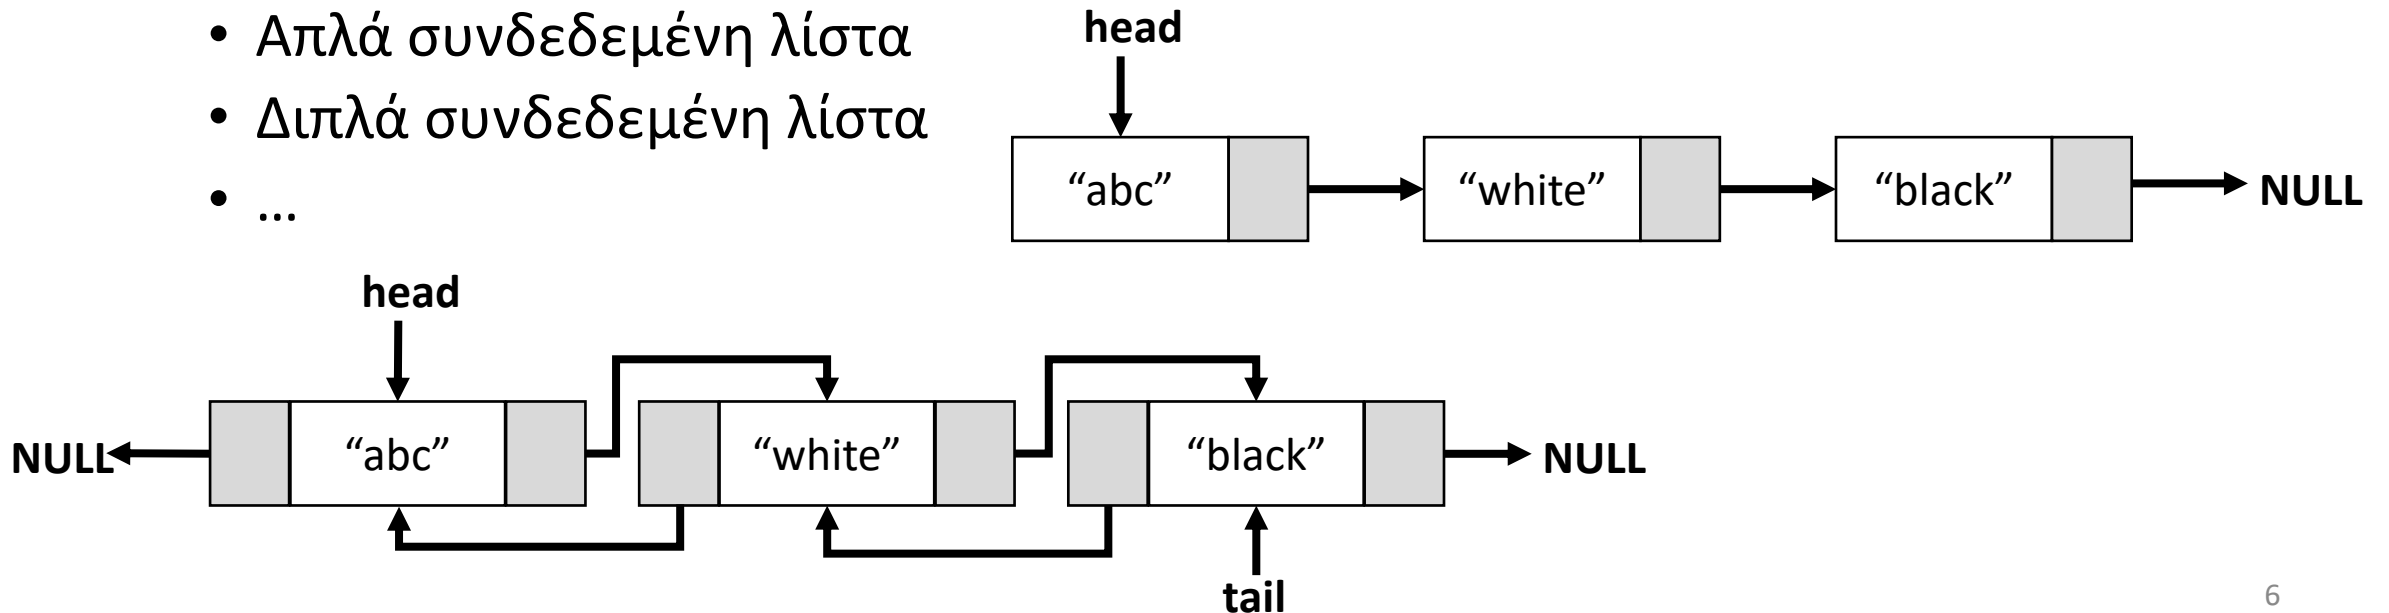 • Απλά συνδεδεμένη λίστα
• Διπλά συνδεδεμένη λίστα
• ...
head
“abc” “white” “black” NULL
head
NULL “abc” “white” “black” NULL
tail
6